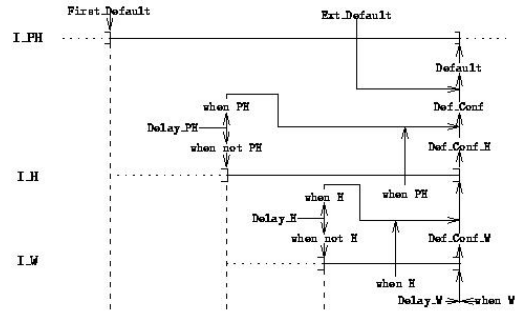 First_Default
Ext_Default
I_PH
Default
when PH
Def_Conf
Delay_PH
when not PH
Def_Conf_H
I_H
when H
when PH
Delay_H
when not H
Def_Conf_W
I_W
when H
Delay_W
when W